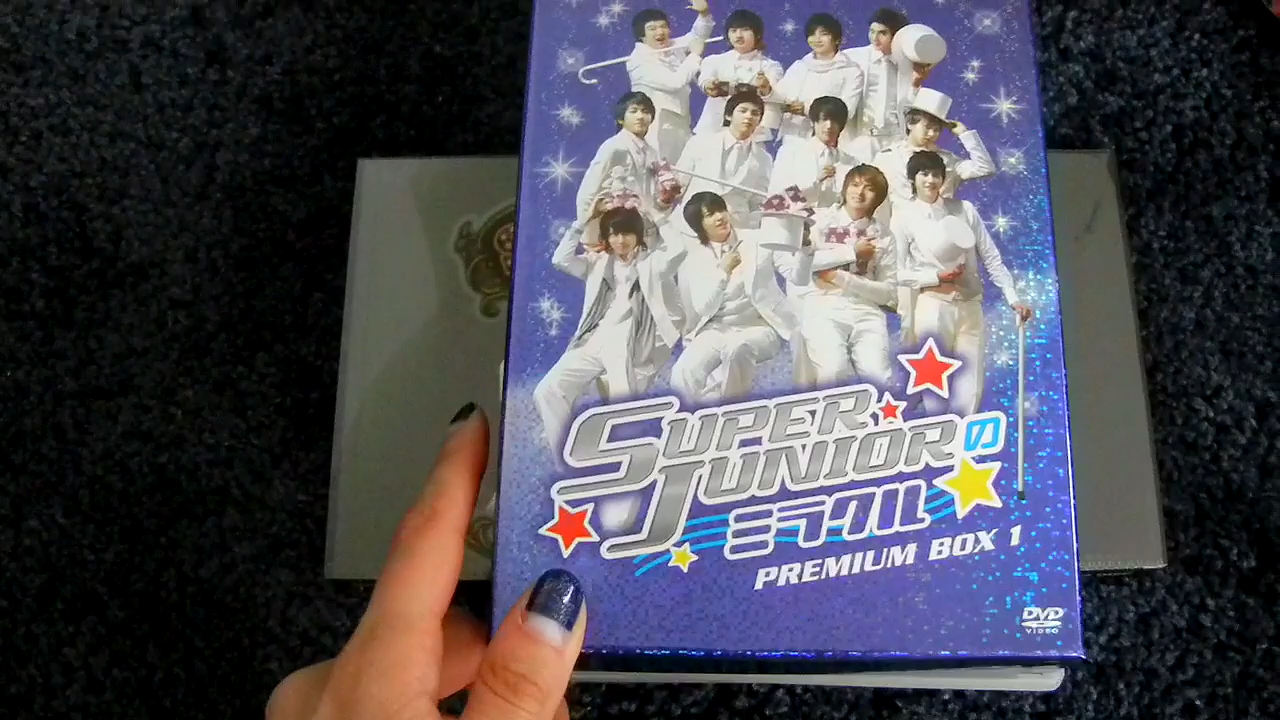 SUPER
JUNIORの
ミラクル
PREMIUM BOX 1
DVD
VIDEO